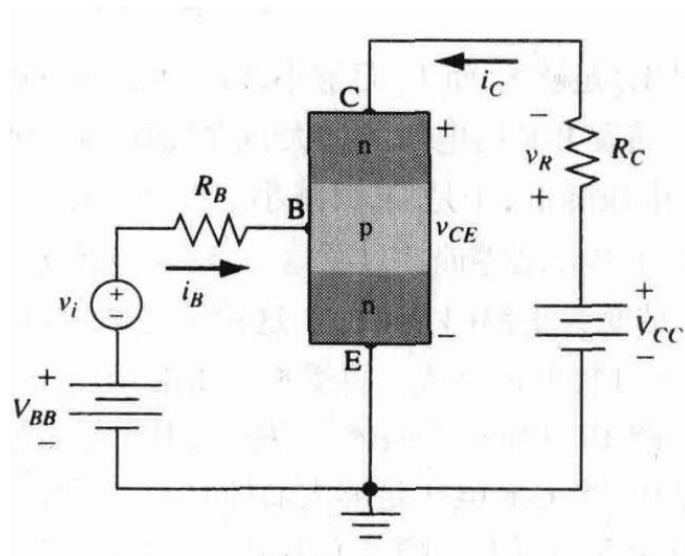 C
i_C
n
+
−
v_R
R_C
+
R_B
B
p
v_CE
i_B
v_i
+
−
n
−
E
+
V_CC
−
+
V_BB
−